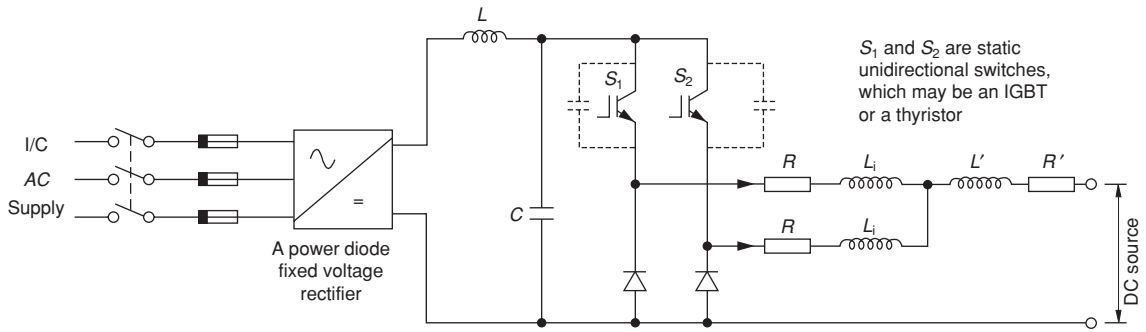 L
S₁ and S₂ are static
unidirectional switches,
which may be an IGBT
or a thyristor
S₁
S₂
I/C
AC
Supply
=
A power diode
fixed voltage
rectifier
C
R
Lᵢ
L'
R'
R
Lᵢ
DC source